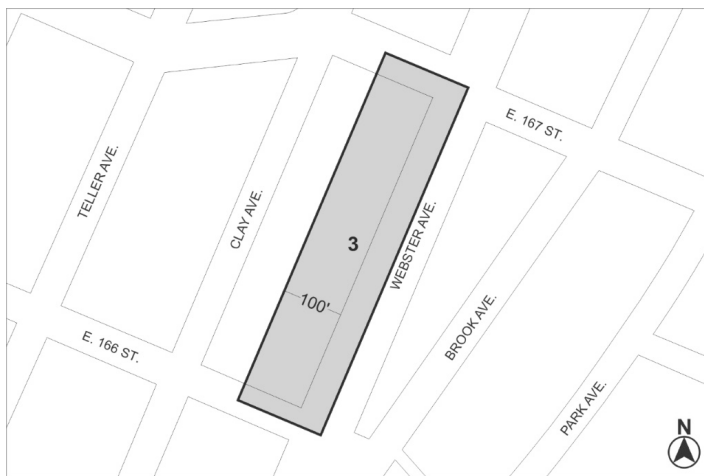 E. 167 ST.
TELLER AVE.
CLAY AVE.
3
WEBSTER AVE.
100'
BROOK AVE.
E. 166 ST.
PARK AVE.
N